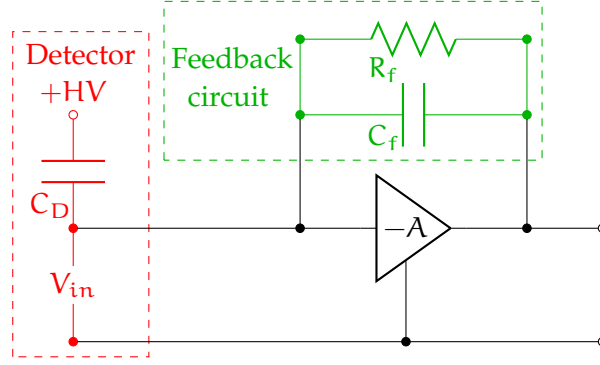 Detector
+HV
C_D
V_in
Feedback
circuit
R_f
C_f
−A